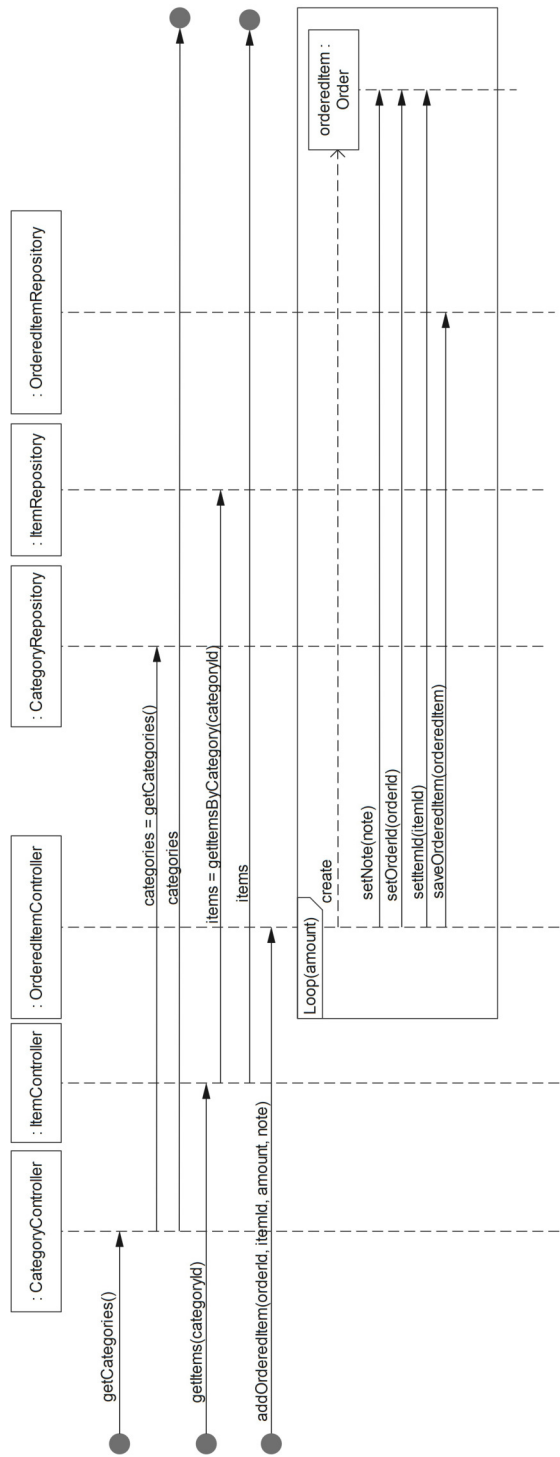 : CategoryController
: ItemController
: OrderedItemController
: CategoryRepository
: ItemRepository
: OrderedItemRepository
getCategories()
categories = getCategories()
categories
getItems(categoryId)
items = getItemsByCategory(categoryId)
items
addOrderedItem(orderId, itemId, amount, note)
Loop(amount)
create
orderedItem :
Order
setNote(note)
setOrderId(orderId)
setItemId(itemId)
saveOrderedItem(orderedItem)